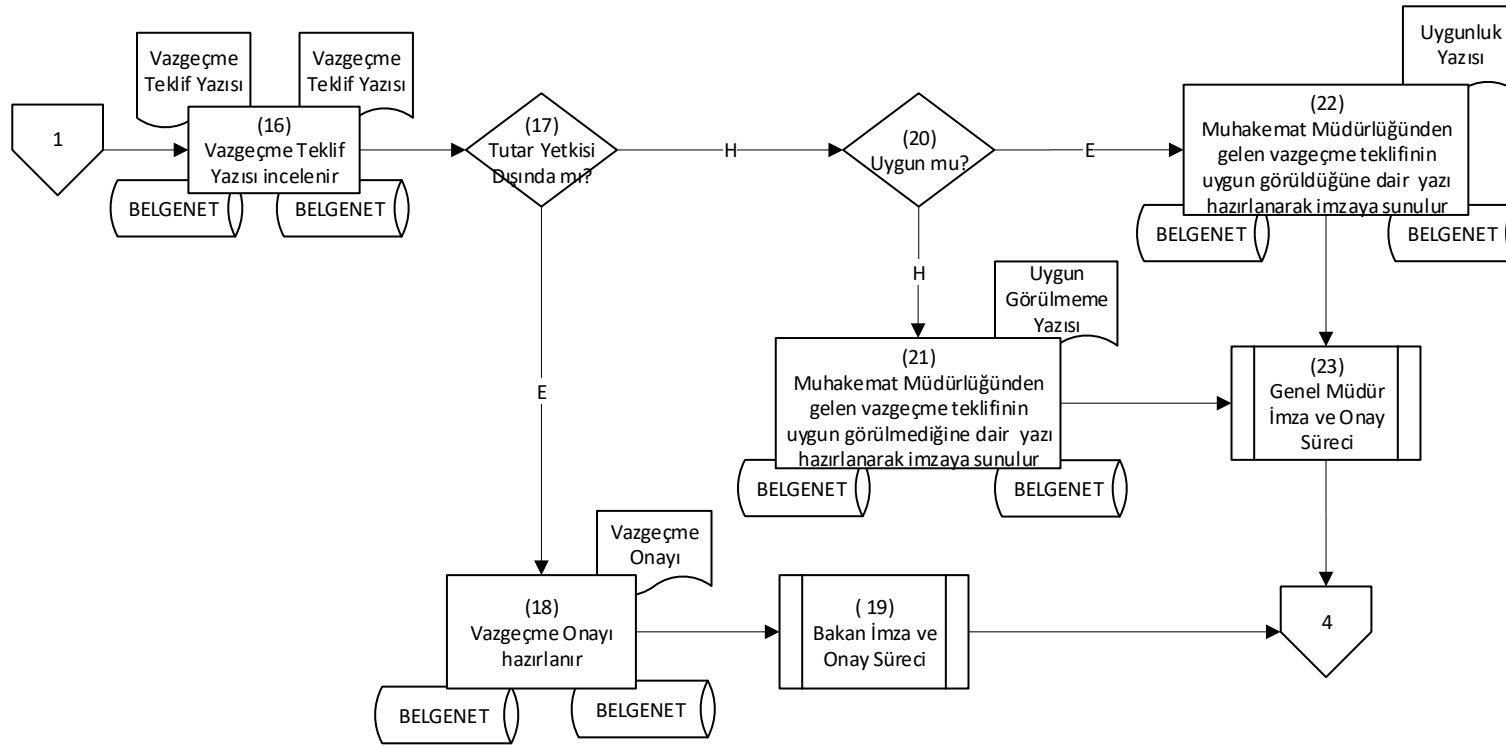 1
Vazgeçme
Teklif Yazısı
Vazgeçme
Teklif Yazısı
(16)
Vazgeçme Teklif
Yazısı incelenir
BELGENET
BELGENET
(17)
Tutar Yetkisi
Dışında mı?
H
E
(20)
Uygun mu?
E
H
Uygunluk
Yazısı
(22)
Muhakemat Müdürlüğünden
gelen vazgeçme teklifinin
uygun görüldüğüne dair yazı
hazırlanarak imzaya sunulur
BELGENET
BELGENET
Uygun
Görülmeme
Yazısı
(21)
Muhakemat Müdürlüğünden
gelen vazgeçme teklifinin
uygun görülmediğine dair yazı
hazırlanarak imzaya sunulur
BELGENET
BELGENET
(23)
Genel Müdür
İmza ve Onay
Süreci
Vazgeçme
Onayı
(18)
Vazgeçme Onayı
hazırlanır
BELGENET
BELGENET
( 19)
Bakan İmza ve
Onay Süreci
4